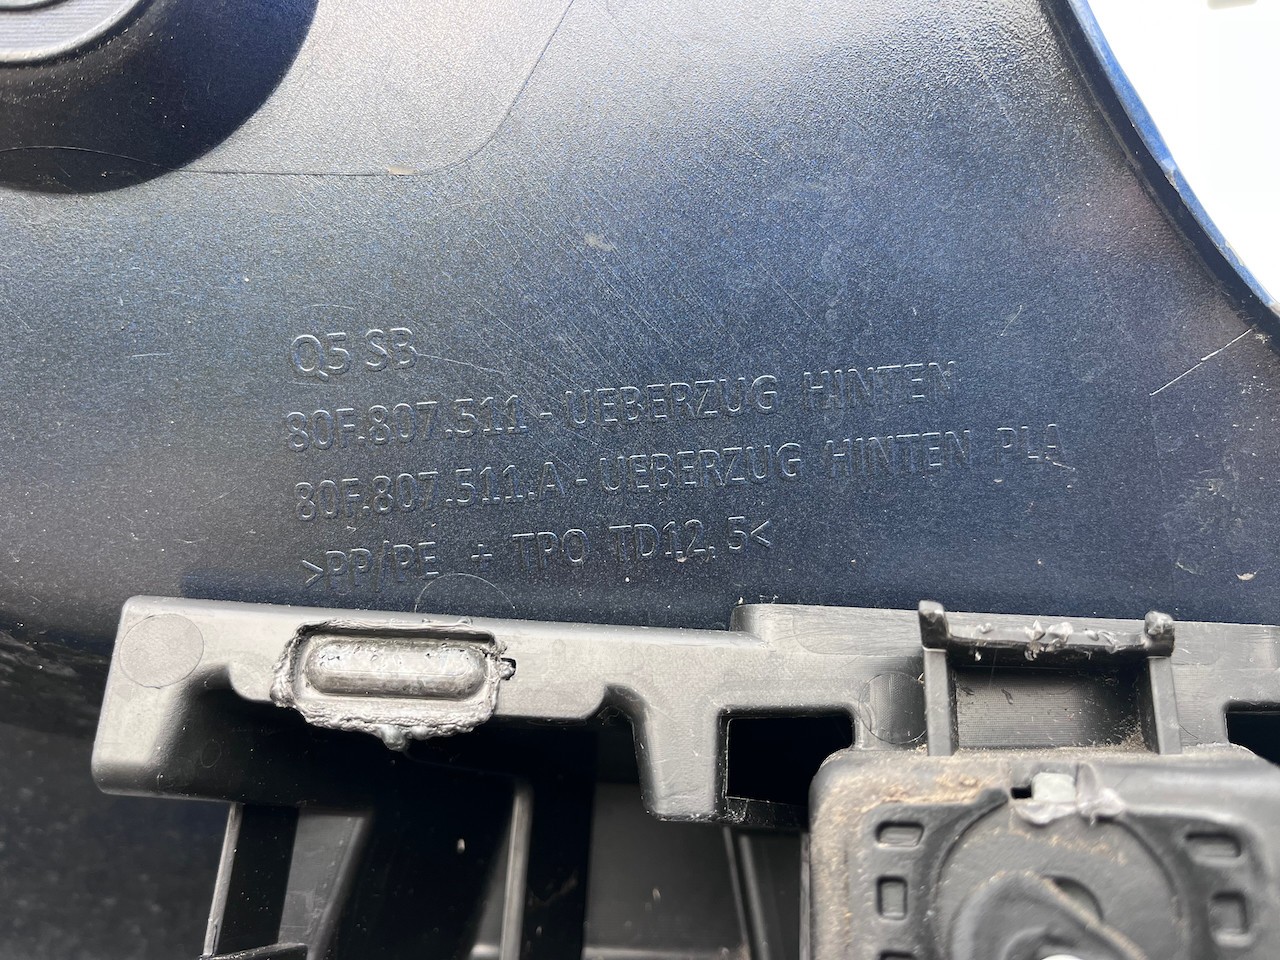 Q5 SB
80F.807.511 - UEBERZUG HINTEN
80F.807.511.A - UEBERZUG HINTEN PLA
>PP/PE + TPO TD12,5<